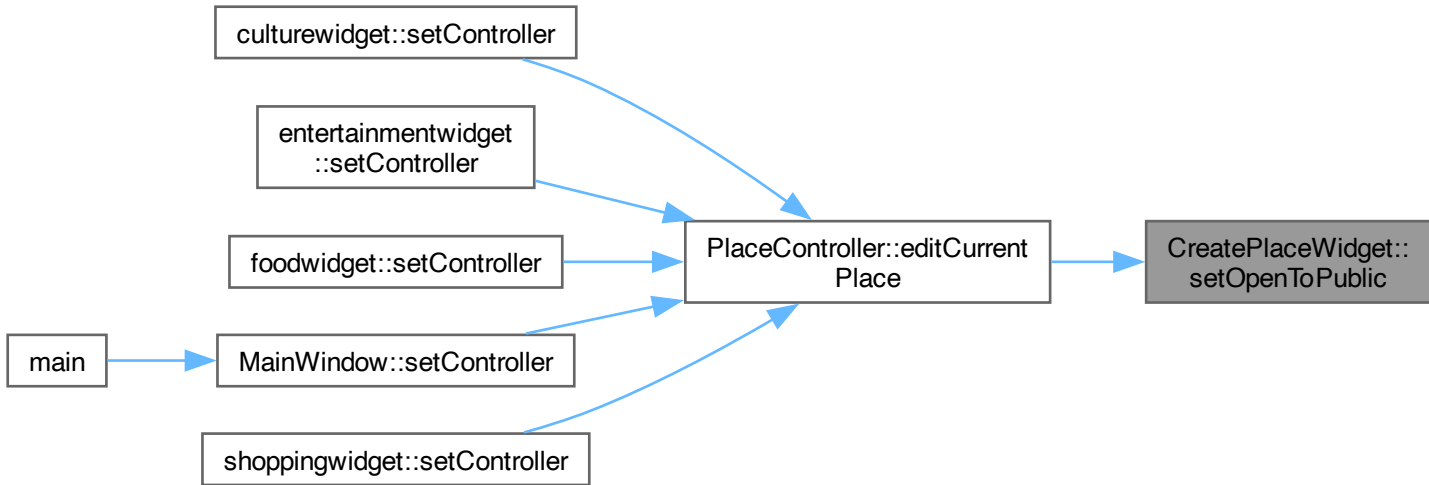 culturewidget::setController
entertainmentwidget
::setController
foodwidget::setController
main
MainWindow::setController
shoppingwidget::setController
PlaceController::editCurrent
Place
CreatePlaceWidget::
setOpenToPublic